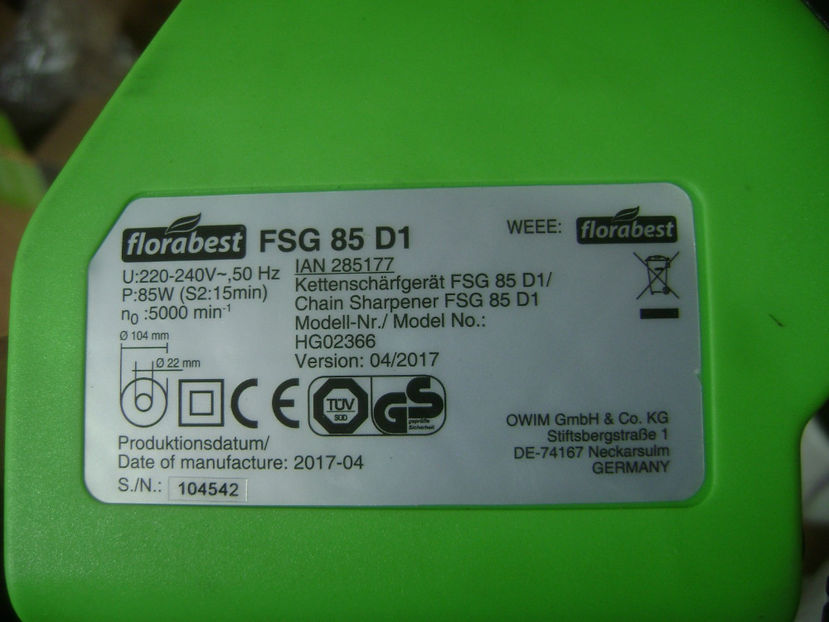 florabest FSG 85 D1
WEEE: florabest
U:220-240V~,50 Hz
P:85W (S2:15min)
n0 :5000 min-1
Ø 104 mm
Ø 22 mm
IAN 285177
Kettenschärfgerät FSG 85 D1/
Chain Sharpener FSG 85 D1
Modell-Nr./ Model No.:
HG02366
Version: 04/2017
CE
TÜV
SÜD
GS
geprüfte
Sicherheit
Produktionsdatum/
Date of manufacture: 2017-04
S./N.: 104542
OWIM GmbH & Co. KG
Stiftsbergstraße 1
DE-74167 Neckarsulm
GERMANY